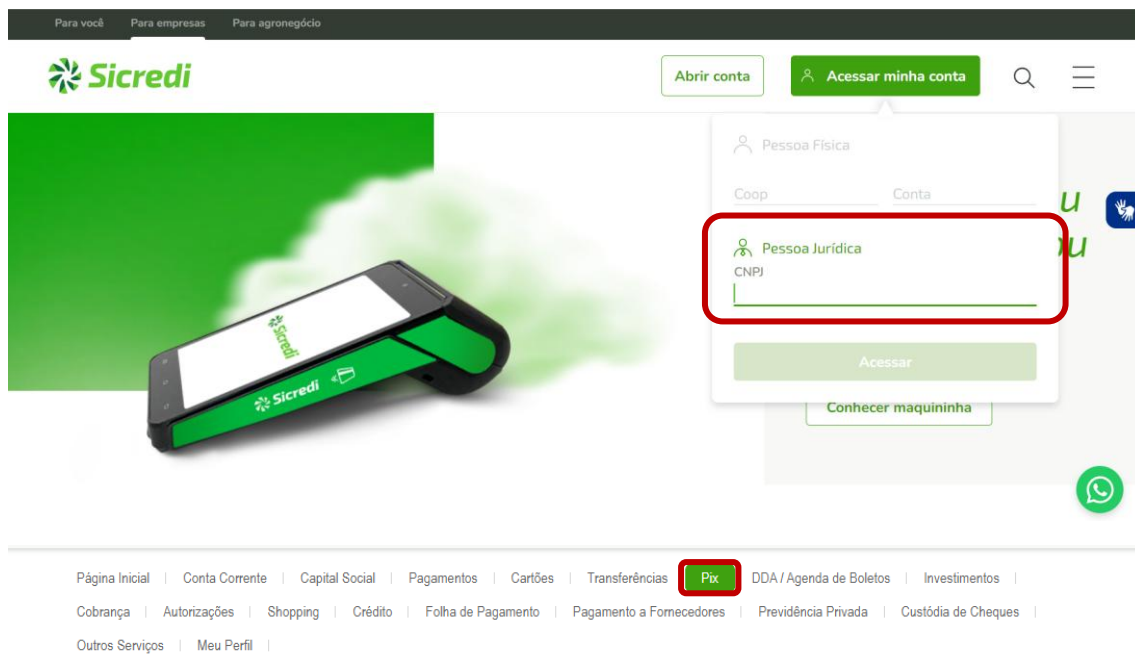 Para você Para empresas Para agronegócio
Sicredi
Abrir conta
Acessar minha conta
Pessoa Física
Coop Conta
u
Pessoa Jurídica
ou
CNPJ
Sicredi
Sicredi
Acessar
Conhecer maquininha
Página Inicial | Conta Corrente | Capital Social | Pagamentos | Cartões | Transferências Pix DDA / Agenda de Boletos | Investimentos |
Cobrança | Autorizações | Shopping | Crédito | Folha de Pagamento | Pagamento a Fornecedores | Previdência Privada | Custódia de Cheques |
Outros Serviços | Meu Perfil |